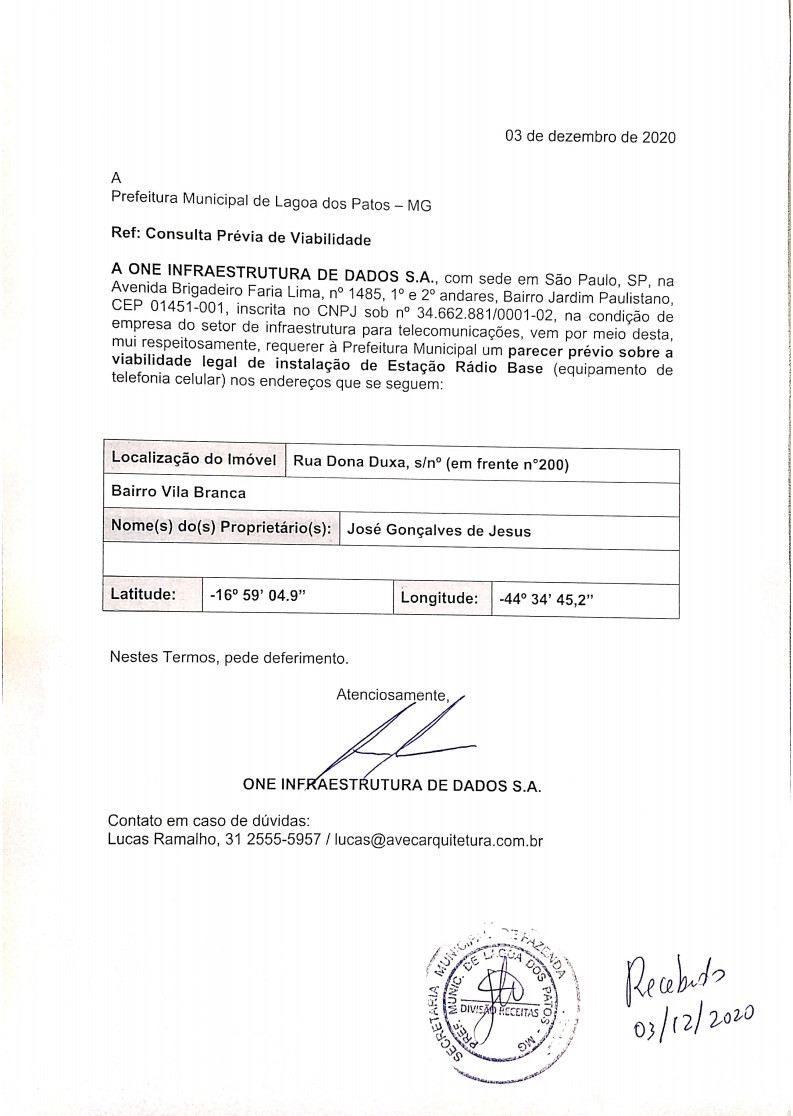 03 de dezembro de 2020
A
Prefeitura Municipal de Lagoa dos Patos – MG
Ref: Consulta Prévia de Viabilidade
A ONE INFRAESTRUTURA DE DADOS S.A., com sede em São Paulo, SP, na
Avenida Brigadeiro Faria Lima, nº 1485, 1º e 2º andares, Bairro Jardim Paulistano,
CEP 01451-001, inscrita no CNPJ sob nº 34.662.881/0001-02, na condição de
empresa do setor de infraestrutura para telecomunicações, vem por meio desta,
mui respeitosamente, requerer à Prefeitura Municipal um parecer prévio sobre a
viabilidade legal de instalação de Estação Rádio Base (equipamento de
telefonia celular) nos endereços que se seguem:
Localização do Imóvel Rua Dona Duxa, s/nº (em frente n°200)
Bairro Vila Branca
Nome(s) do(s) Proprietário(s): José Gonçalves de Jesus
Latitude: -16º 59’ 04.9” Longitude: -44º 34’ 45,2”
Nestes Termos, pede deferimento.
Atenciosamente,
ONE INFRAESTRUTURA DE DADOS S.A.
Contato em caso de dúvidas:
Lucas Ramalho, 31 2555-5957 / lucas@avecarquitetura.com.br
SECRETARIA MUNICIPAL DE FAZENDA
PREF. MUNIC. DE LAGOA DOS PATOS - MG
DIVISÃO RECEITAS
Recebido
03/12/2020